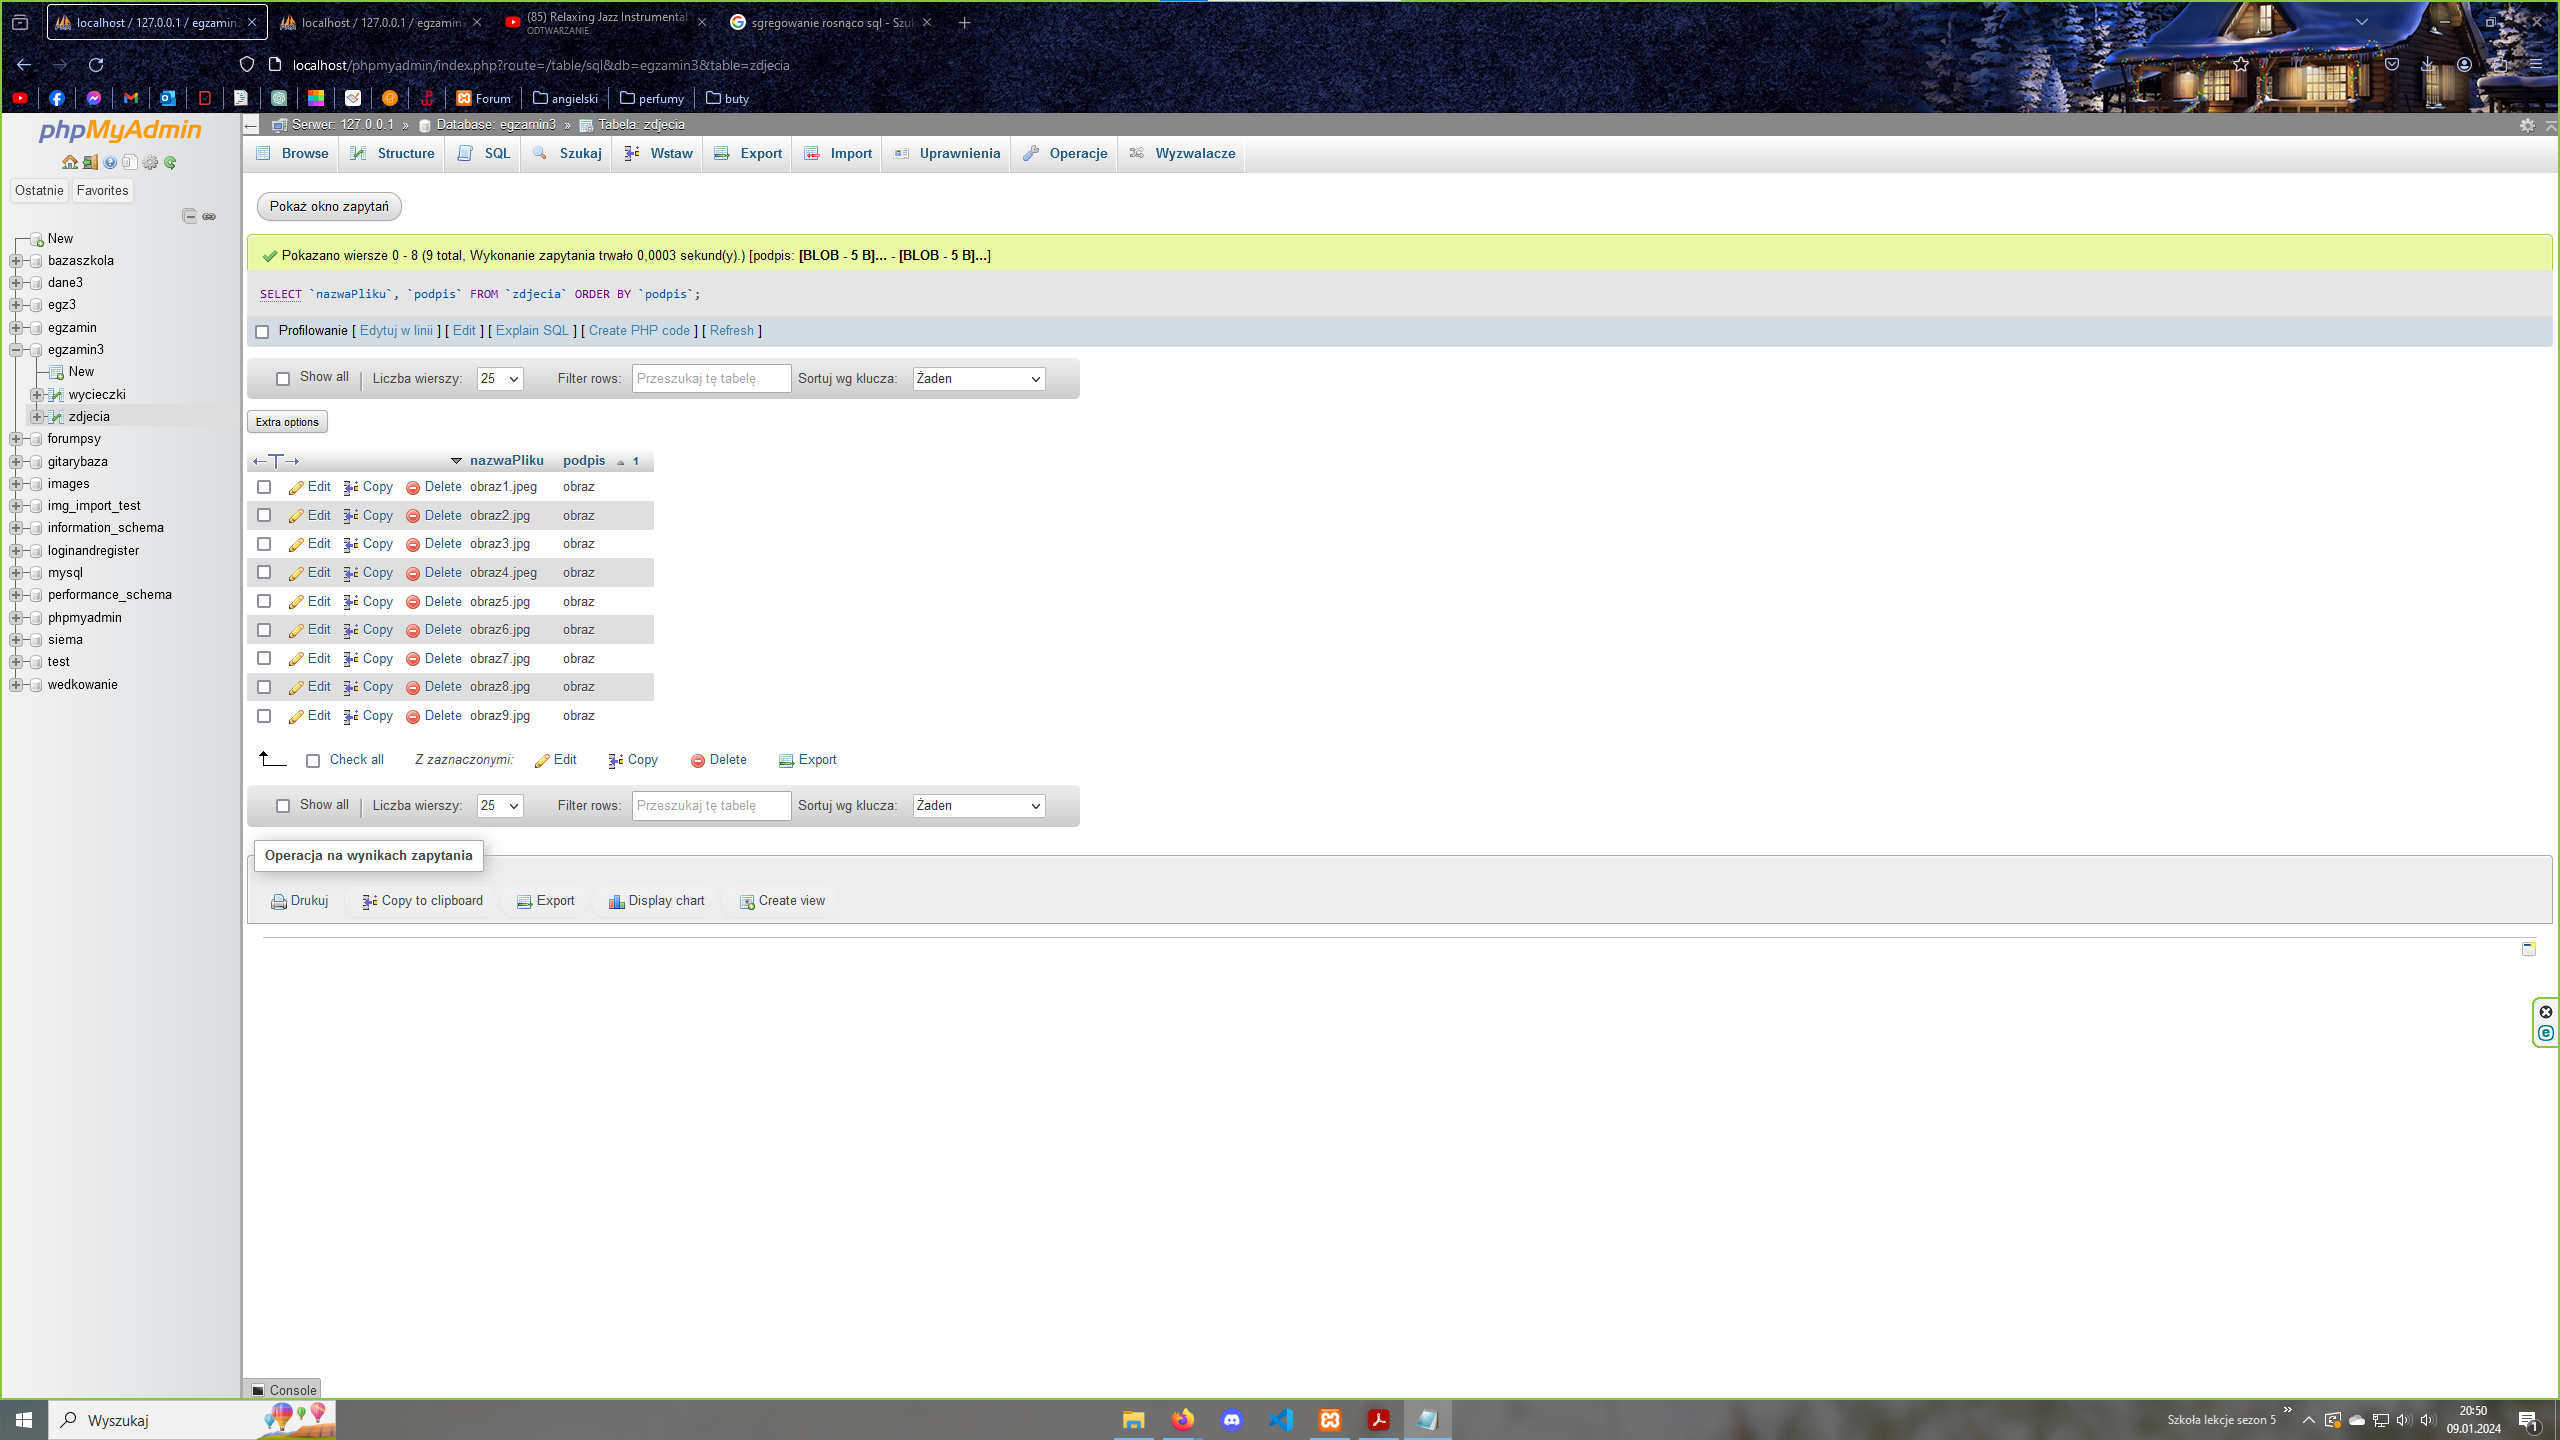 localhost / 127.0.0.1 / egzamin
localhost / 127.0.0.1 / egzamin
(85) Relaxing Jazz Instrumental
ODTWARZANIE
sgregowanie rosnąco sql - Szuk
localhost/phpmyadmin/index.php?route=/table/sql&db=egzamin3&table=zdjecia
Forum
angielski
perfumy
buty
phpMyAdmin
Ostatnie
Favorites
New
bazaszkola
dane3
egz3
egzamin
egzamin3
New
wycieczki
zdjecia
forumpsy
gitarybaza
images
img_import_test
information_schema
loginandregister
mysql
performance_schema
phpmyadmin
siema
test
wedkowanie
Serwer: 127.0.0.1 » Database: egzamin3 » Tabela: zdjecia
Browse Structure SQL Szukaj Wstaw Export Import Uprawnienia Operacje Wyzwalacze
Pokaż okno zapytań
Pokazano wiersze 0 - 8 (9 total, Wykonanie zapytania trwało 0,0003 sekund(y).) [podpis: [BLOB - 5 B]... - [BLOB - 5 B]...]
SELECT `nazwaPliku`, `podpis` FROM `zdjecia` ORDER BY `podpis`;
Profilowanie [ Edytuj w linii ] [ Edit ] [ Explain SQL ] [ Create PHP code ] [ Refresh ]
Show all Liczba wierszy: 25 Filter rows: Przeszukaj tę tabelę Sortuj wg klucza: Żaden
Extra options
nazwaPliku podpis 1
Edit Copy Delete obraz1.jpeg obraz
Edit Copy Delete obraz2.jpg obraz
Edit Copy Delete obraz3.jpg obraz
Edit Copy Delete obraz4.jpeg obraz
Edit Copy Delete obraz5.jpg obraz
Edit Copy Delete obraz6.jpg obraz
Edit Copy Delete obraz7.jpg obraz
Edit Copy Delete obraz8.jpg obraz
Edit Copy Delete obraz9.jpg obraz
Check all Z zaznaczonymi: Edit Copy Delete Export
Show all Liczba wierszy: 25 Filter rows: Przeszukaj tę tabelę Sortuj wg klucza: Żaden
Operacja na wynikach zapytania
Drukuj Copy to clipboard Export Display chart Create view
Console
Wyszukaj
Szkoła lekcje sezon 5
20:50
09.01.2024
1